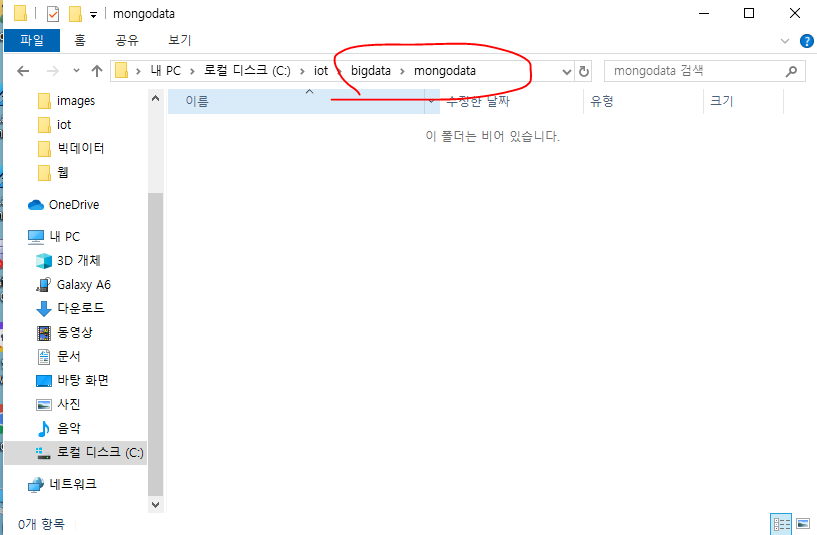 mongodata
파일 홈 공유 보기
내 PC 로컬 디스크 (C:) iot bigdata mongodata mongodata 검색
이름 수정한 날짜 유형 크기
이 폴더는 비어 있습니다.
images
iot
빅데이터
웹
OneDrive
내 PC
3D 개체
Galaxy A6
다운로드
동영상
문서
바탕 화면
사진
음악
로컬 디스크 (C:)
네트워크
0개 항목